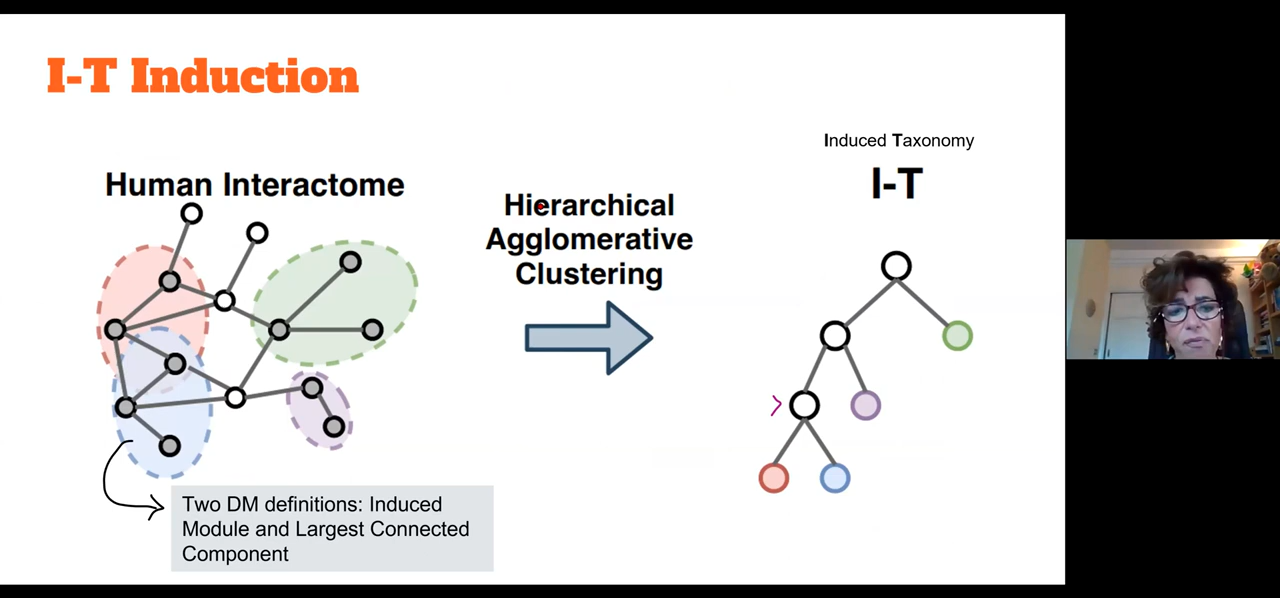 I-T Induction
Induced Taxonomy
I-T
Human Interactome
Hierarchical
Agglomerative
Clustering
Two DM definitions: Induced
Module and Largest Connected
Component